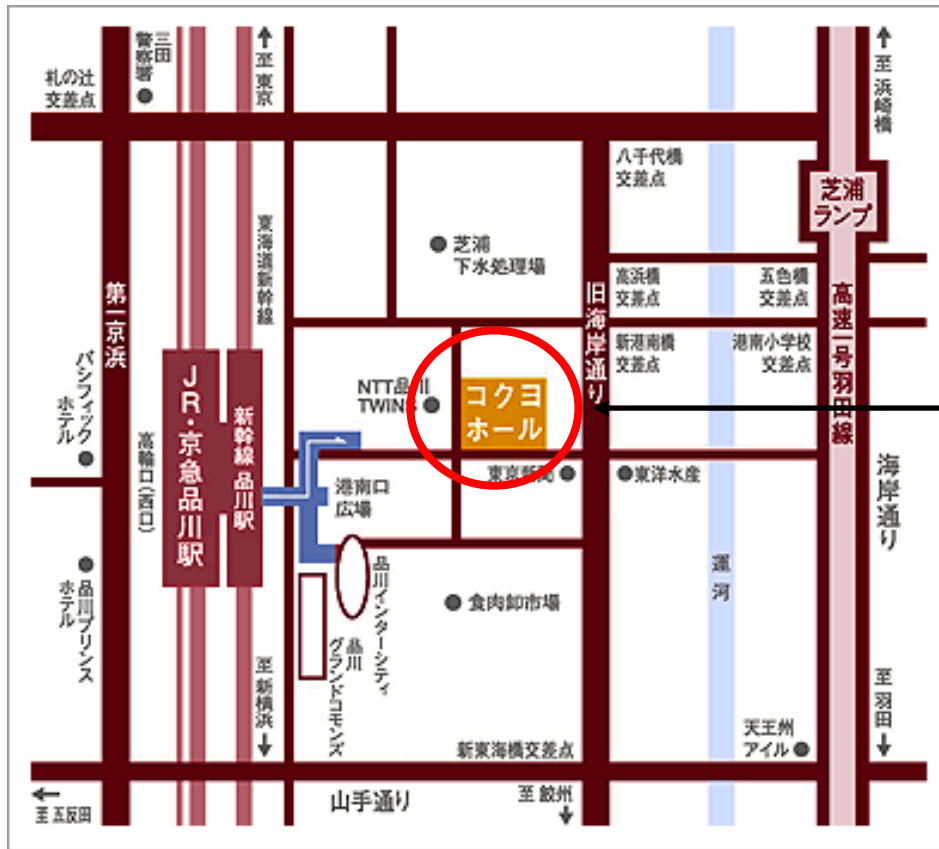 三田
警察署
札の辻
交差点
至東京
至浜崎橋
八千代橋
交差点
芝浦
ランプ
東海道新幹線
芝浦
下水処理場
高浜橋
交差点
五色橋
交差点
第一京浜
旧海岸通り
高速一号羽田線
新港南橋
交差点
港南小学校
交差点
パシフィック
ホテル
JR・京急品川駅
新幹線 品川駅
NTT品川
TWINS
コクヨ
ホール
高輪口(西口)
港南口
広場
東京新聞
東洋水産
海岸通り
運河
品川プリンス
ホテル
品川インターシティ
品川
グランドコモンズ
食肉卸市場
至新横浜
至羽田
天王州
アイル
新東海橋交差点
至五反田
山手通り
至鮫州